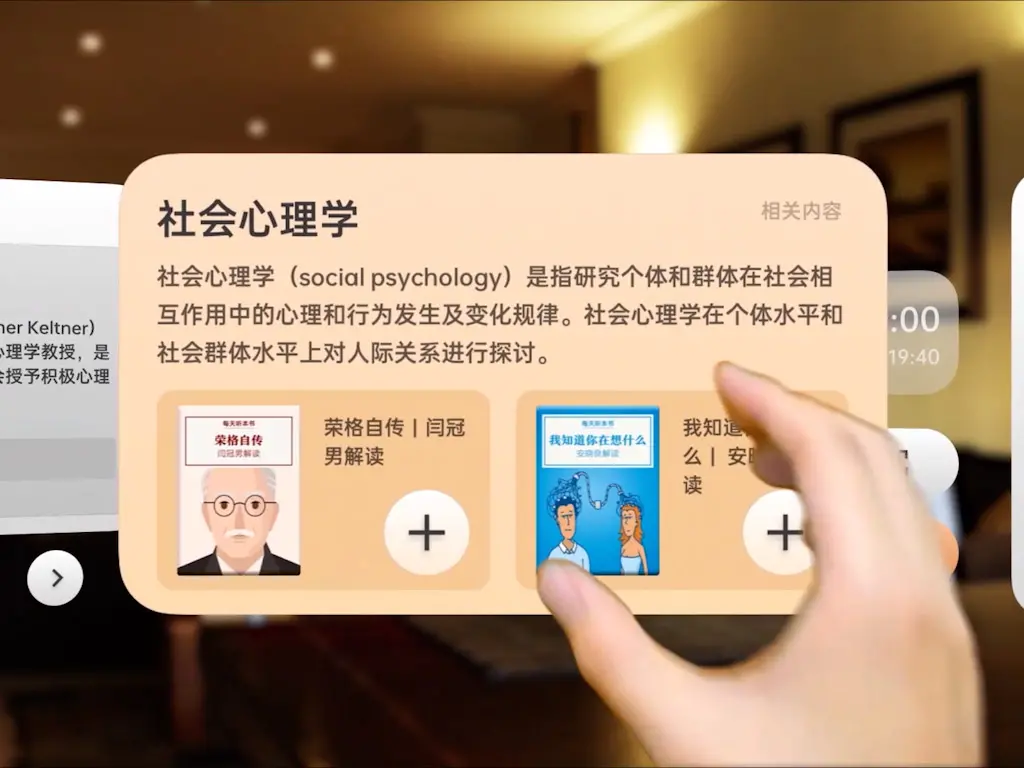 社会心理学
相关内容
社会心理学（social psychology）是指研究个体和群体在社会相
互作用中的心理和行为发生及变化规律。社会心理学在个体水平和
社会群体水平上对人际关系进行探讨。
每天听本书
荣格自传
闫冠男解读
荣格自传 | 闫冠
男解读
每天听本书
我知道你在想什么
安晓良解读
我知道
么 | 安
读
ner Keltner)
心理学教授，是
会授予积极心理
:00
19:40